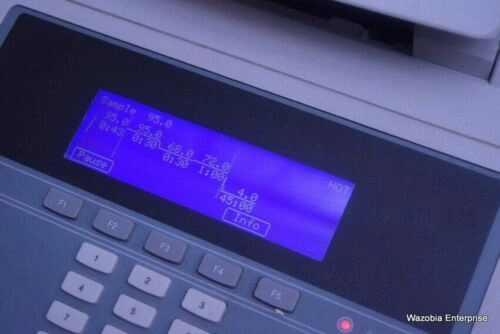 Sample 95.0
95.0 95.0 68.0 72.0 4.0
0:43 0:30 0:30 1:00 45:00
HOT
Pause Info
F1 F2 F3 F4 F5
1 2 3
4 5
7
Wazobia Enterprise